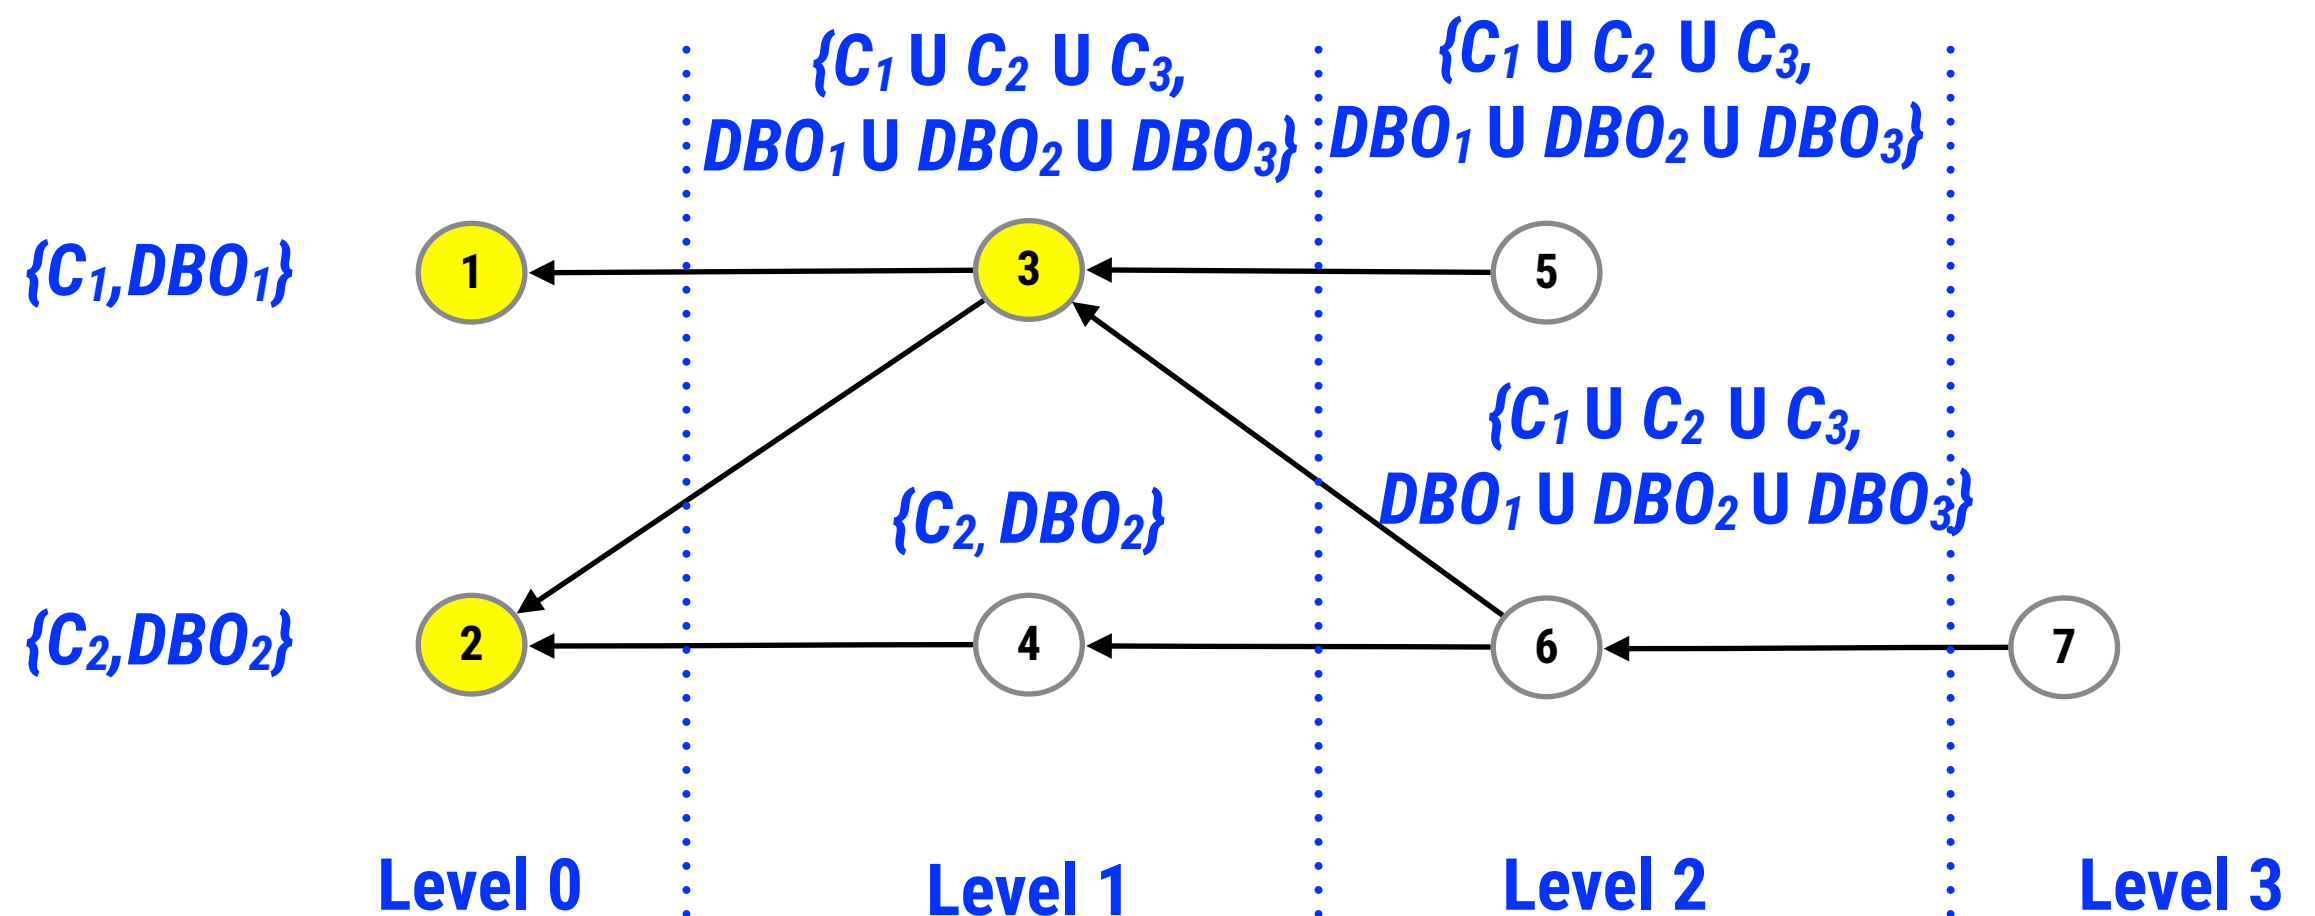 {C₁ U C₂ U C₃,
DBO₁ U DBO₂ U DBO₃}
{C₁ U C₂ U C₃,
DBO₁ U DBO₂ U DBO₃}
{C₁,DBO₁}
1
3
5
{C₁ U C₂ U C₃,
DBO₁ U DBO₂ U DBO₃}
{C₂, DBO₂}
{C₂,DBO₂}
2
4
6
7
Level 0
Level 1
Level 2
Level 3